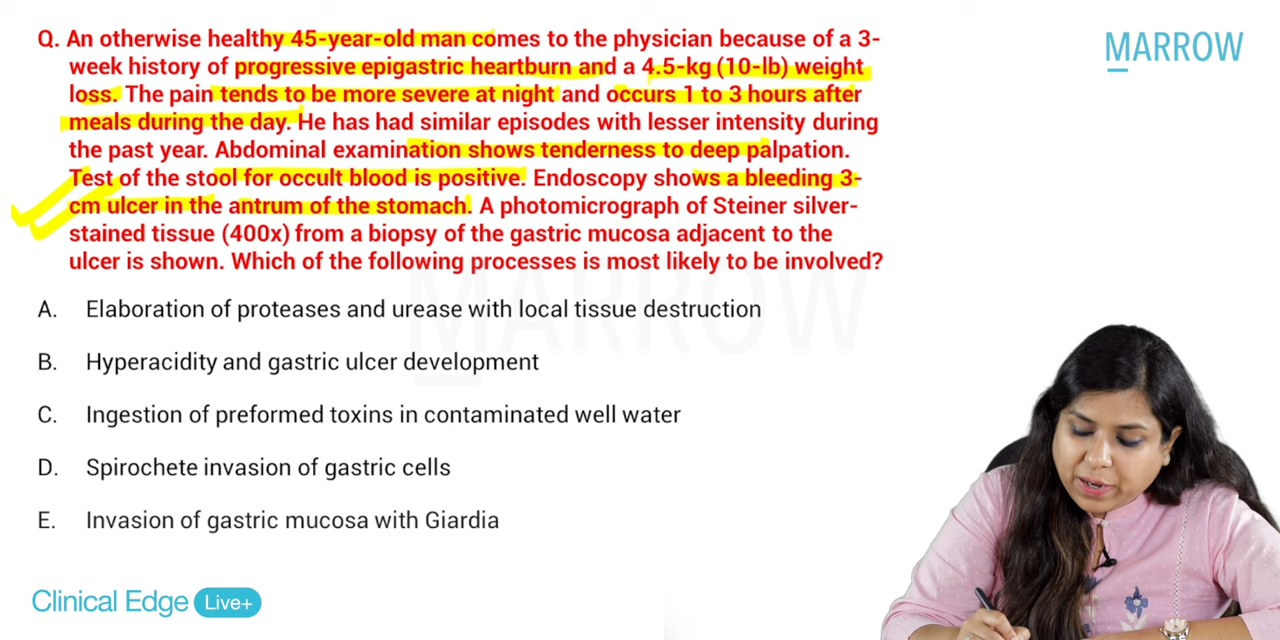 MARROW
Q. An otherwise healthy 45-year-old man comes to the physician because of a 3-
week history of progressive epigastric heartburn and a 4.5-kg (10-lb) weight
loss. The pain tends to be more severe at night and occurs 1 to 3 hours after
meals during the day. He has had similar episodes with lesser intensity during
the past year. Abdominal examination shows tenderness to deep palpation.
Test of the stool for occult blood is positive. Endoscopy shows a bleeding 3-
cm ulcer in the antrum of the stomach. A photomicrograph of Steiner silver-
stained tissue (400x) from a biopsy of the gastric mucosa adjacent to the
ulcer is shown. Which of the following processes is most likely to be involved?
MARROW
A. Elaboration of proteases and urease with local tissue destruction
B. Hyperacidity and gastric ulcer development
C. Ingestion of preformed toxins in contaminated well water
D. Spirochete invasion of gastric cells
E. Invasion of gastric mucosa with Giardia
Clinical Edge Live+